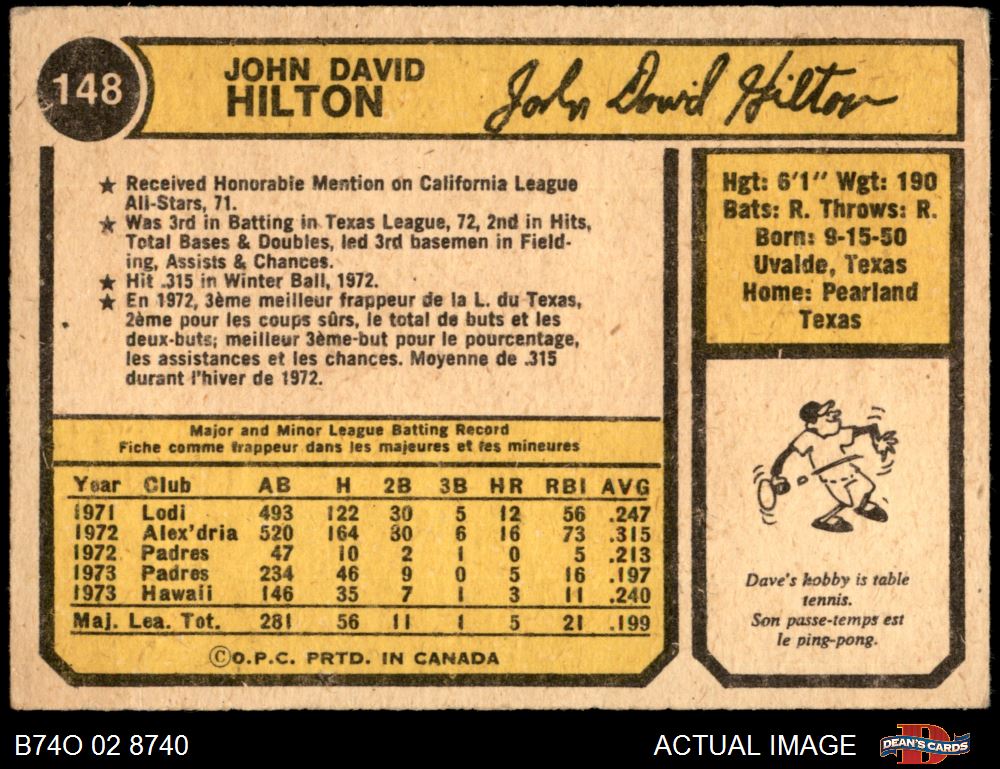 148
JOHN DAVID
HILTON
John David Hilton
★ Received Honorable Mention on California League
All-Stars, 71.
★ Was 3rd in Batting in Texas League, 72, 2nd in Hits,
Total Bases & Doubles, led 3rd basemen in Field-
ing, Assists & Chances.
★ Hit .315 in Winter Ball, 1972.
★ En 1972, 3ème meilleur frappeur de la L. du Texas,
2ème pour les coups sûrs, le total de buts et les
deux-buts; meilleur 3ème-but pour le pourcentage,
les assistances et les chances. Moyenne de .315
durant l'hiver de 1972.
Hgt: 6'1" Wgt: 190
Bats: R. Throws: R.
Born: 9-15-50
Uvalde, Texas
Home: Pearland
Texas
Major and Minor League Batting Record
Fiche comme frappeur dans les majeures et les mineures
Year Club AB H 2B 3B HR RBI AVG
1971 Lodi 493 122 30 5 12 56 .247
1972 Alex'dria 520 164 30 6 16 73 .315
1972 Padres 47 10 2 1 0 5 .213
1973 Padres 234 46 9 0 5 16 .197
1973 Hawaii 146 35 7 1 3 11 .240
Maj. Lea. Tot. 281 56 11 1 5 21 .199
©O.P.C. PRTD. IN CANADA
Dave's hobby is table
tennis.
Son passe-temps est
le ping-pong.
B74O 02 8740
ACTUAL IMAGE
DEAN'S CARDS